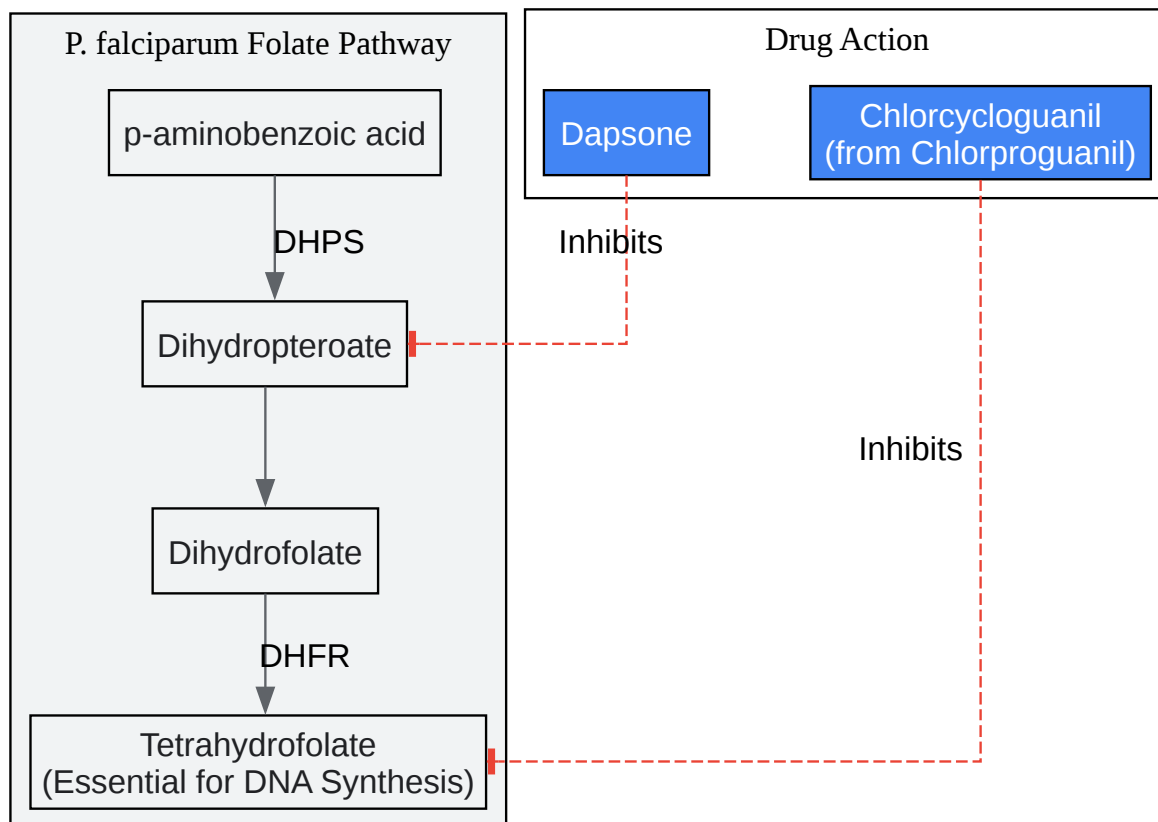 P. falciparum Folate Pathway
p-aminobenzoic acid
DHPS
Dihydropteroate
Dihydrofolate
DHFR
Tetrahydrofolate
(Essential for DNA Synthesis)
Drug Action
Dapsone
Chlorcycloguanil
(from Chlorproguanil)
Inhibits
Inhibits